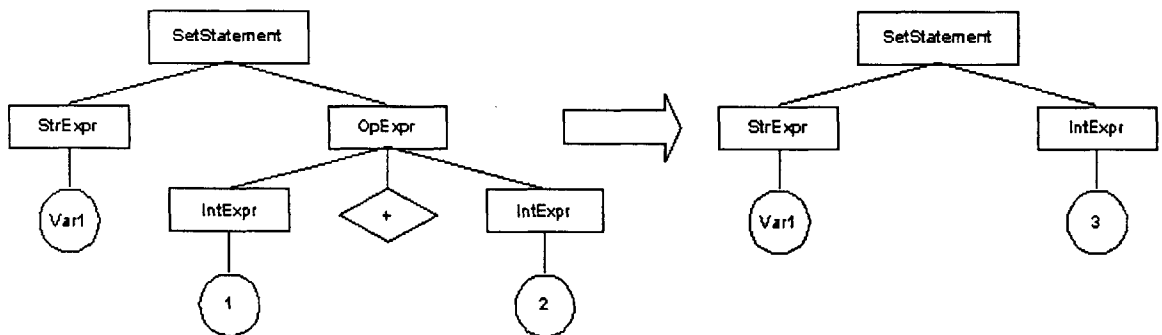 SetStatement
StrExpr
OpExpr
Var1
IntExpr
+
IntExpr
1
2
SetStatement
StrExpr
IntExpr
Var1
3